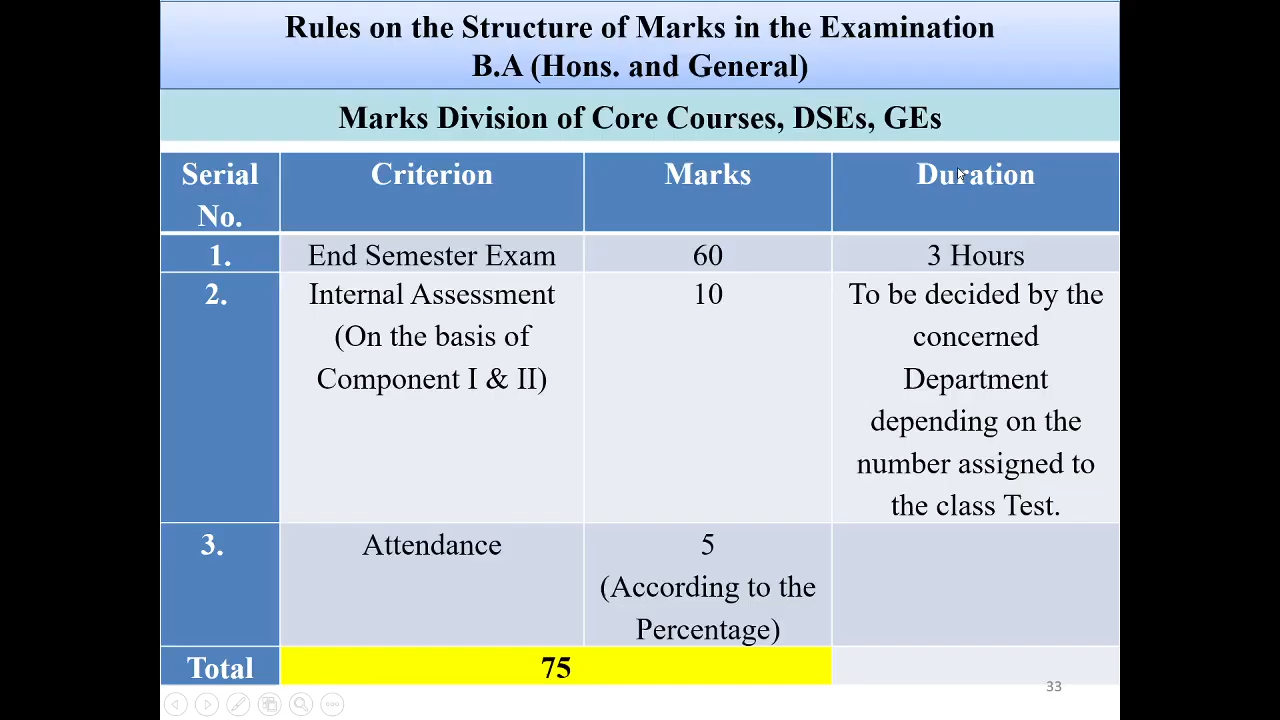 Rules on the Structure of Marks in the Examination
B.A (Hons. and General)
Marks Division of Core Courses, DSEs, GEs
Serial No.
Criterion
Marks
Duration
1.
End Semester Exam
60
3 Hours
2.
Internal Assessment
(On the basis of
Component I & II)
10
To be decided by the
concerned
Department
depending on the
number assigned to
the class Test.
3.
Attendance
5
(According to the
Percentage)
Total
75
33